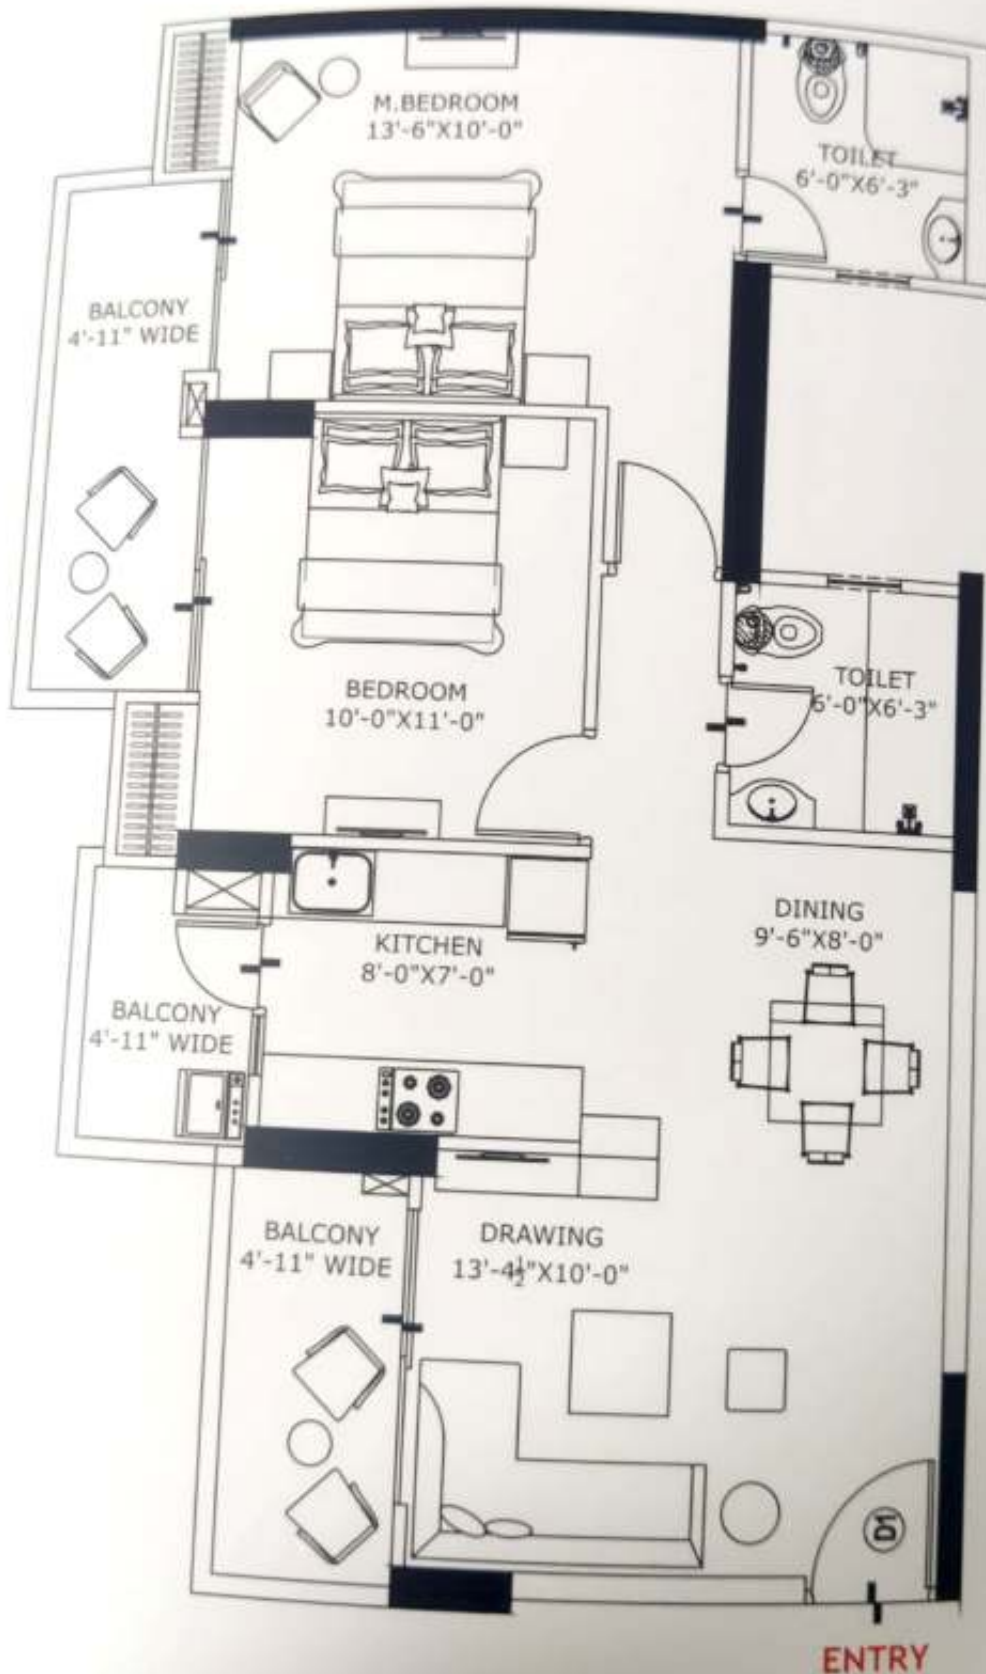 M.BEDROOM
13'-6"X10'-0"
TOILET
6'-0"X6'-3"
BALCONY
4'-11" WIDE
BEDROOM
10'-0"X11'-0"
TOILET
6'-0"X6'-3"
DINING
9'-6"X8'-0"
KITCHEN
8'-0"X7'-0"
BALCONY
4'-11" WIDE
BALCONY
4'-11" WIDE
DRAWING
13'-4½"X10'-0"
D1
ENTRY